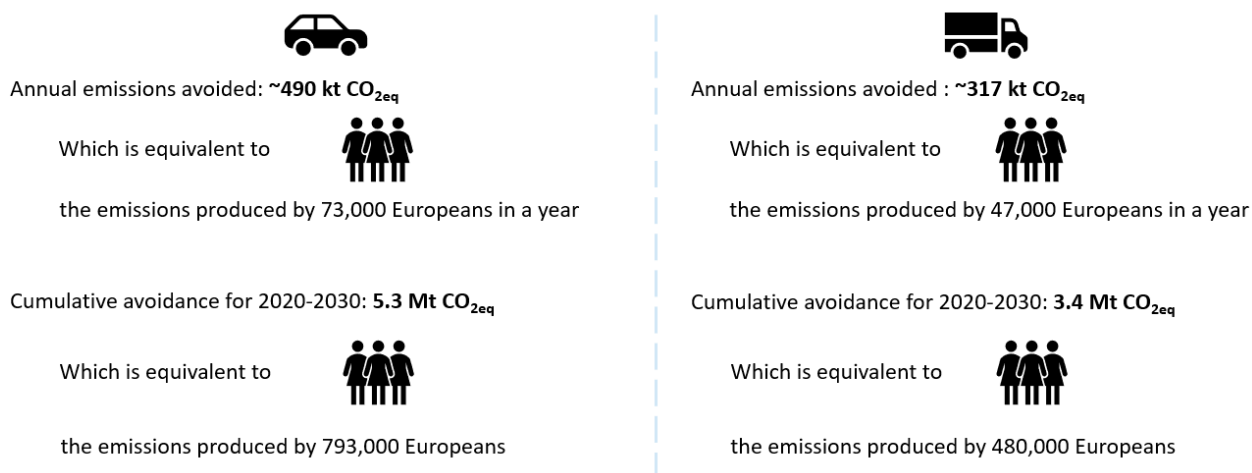 Annual emissions avoided: ~490 kt CO2eq
Which is equivalent to
the emissions produced by 73,000 Europeans in a year
Cumulative avoidance for 2020-2030: 5.3 Mt CO2eq
Which is equivalent to
the emissions produced by 793,000 Europeans
Annual emissions avoided : ~317 kt CO2eq
Which is equivalent to
the emissions produced by 47,000 Europeans in a year
Cumulative avoidance for 2020-2030: 3.4 Mt CO2eq
Which is equivalent to
the emissions produced by 480,000 Europeans